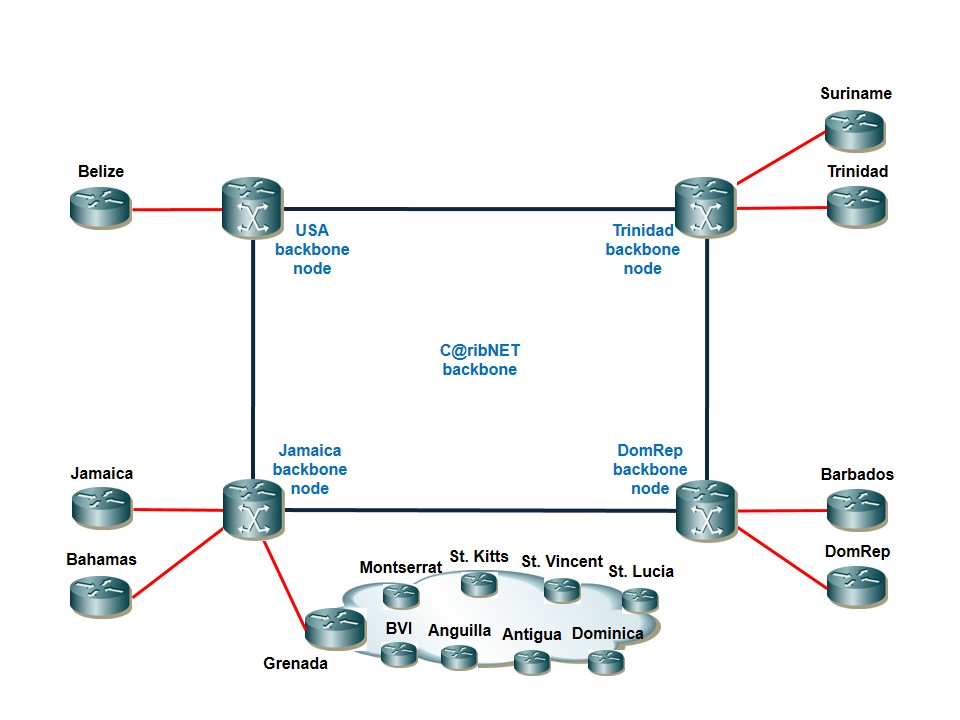 Suriname
Belize
Trinidad
USA
backbone
node
Trinidad
backbone
node
C@ribNET
backbone
Jamaica
backbone
node
DomRep
backbone
node
Jamaica
Barbados
Bahamas
DomRep
Montserrat
St. Kitts
St. Vincent
St. Lucia
BVI
Anguilla
Antigua
Dominica
Grenada